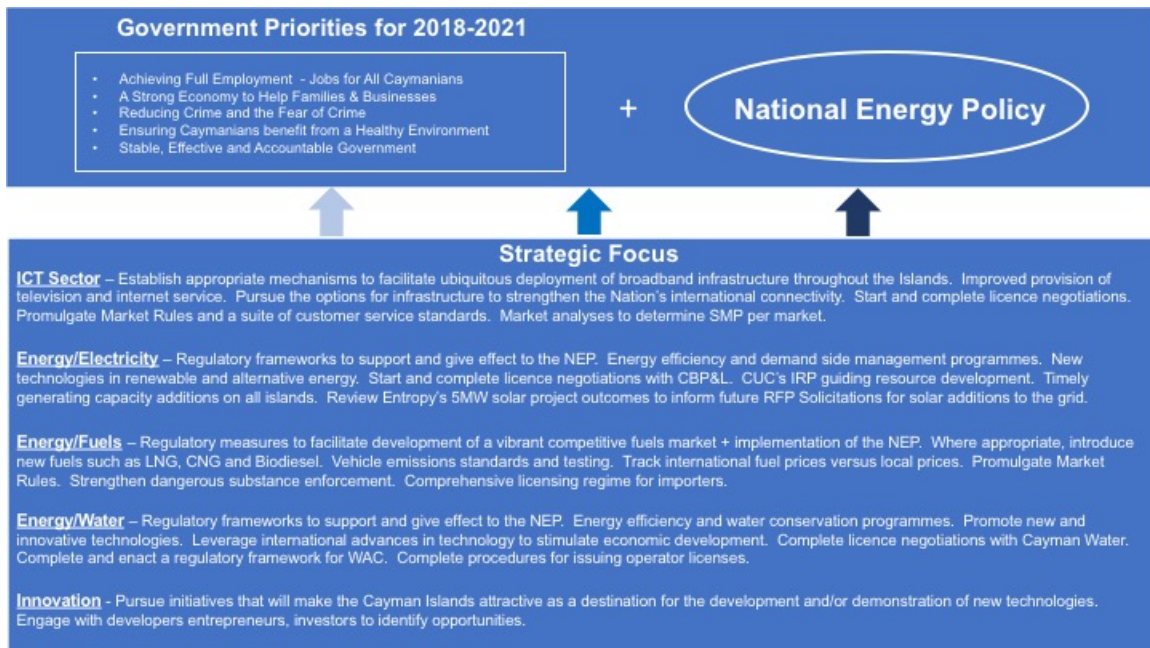 Government Priorities for 2018-2021
• Achieving Full Employment - Jobs for All Caymanians
• A Strong Economy to Help Families & Businesses
• Reducing Crime and the Fear of Crime
• Ensuring Caymanians benefit from a Healthy Environment
• Stable, Effective and Accountable Government
+
National Energy Policy
Strategic Focus
ICT Sector – Establish appropriate mechanisms to facilitate ubiquitous deployment of broadband infrastructure throughout the Islands. Improved provision of
television and internet service. Pursue the options for infrastructure to strengthen the Nation's international connectivity. Start and complete licence negotiations.
Promulgate Market Rules and a suite of customer service standards. Market analyses to determine SMP per market.
Energy/Electricity – Regulatory frameworks to support and give effect to the NEP. Energy efficiency and demand side management programmes. New
technologies in renewable and alternative energy. Start and complete licence negotiations with CBP&L. CUC's IRP guiding resource development. Timely
generating capacity additions on all islands. Review Entropy's 5MW solar project outcomes to inform future RFP Solicitations for solar additions to the grid.
Energy/Fuels – Regulatory measures to facilitate development of a vibrant competitive fuels market + implementation of the NEP. Where appropriate, introduce
new fuels such as LNG, CNG and Biodiesel. Vehicle emissions standards and testing. Track international fuel prices versus local prices. Promulgate Market
Rules. Strengthen dangerous substance enforcement. Comprehensive licensing regime for importers.
Energy/Water – Regulatory frameworks to support and give effect to the NEP. Energy efficiency and water conservation programmes. Promote new and
innovative technologies. Leverage international advances in technology to stimulate economic development. Complete licence negotiations with Cayman Water.
Complete and enact a regulatory framework for WAC. Complete procedures for issuing operator licenses.
Innovation - Pursue initiatives that will make the Cayman Islands attractive as a destination for the development and/or demonstration of new technologies.
Engage with developers entrepreneurs, investors to identify opportunities.